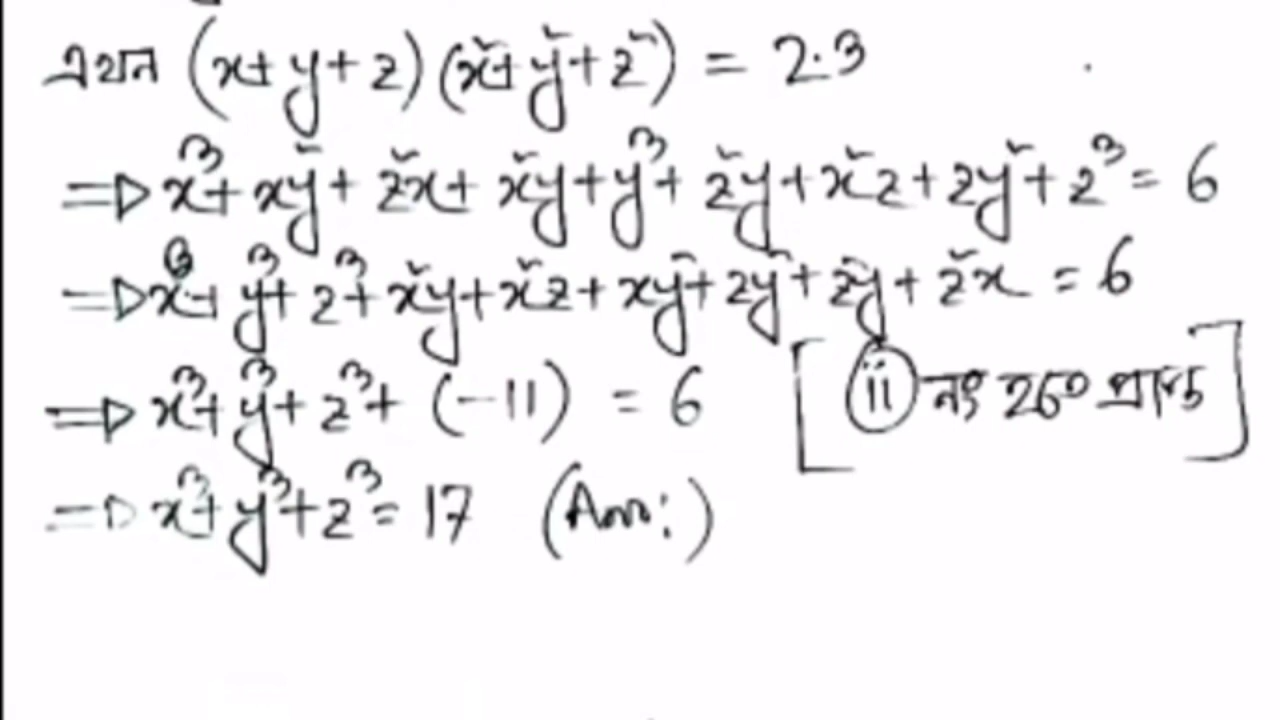 এখন (x+y+z)(x²+y²+z²) = 2·3
=> x³+xy²+z²x+x²y+y³+z²y+x²z+zy²+z³=6
=> x³+y³+z³+x²y+x²z+xy²+zy²+z²y+z²x=6
=> x³+y³+z³+(-11)=6 [(ii) নং হতে প্রাপ্ত]
=> x³+y³+z³=17 (Ans:)